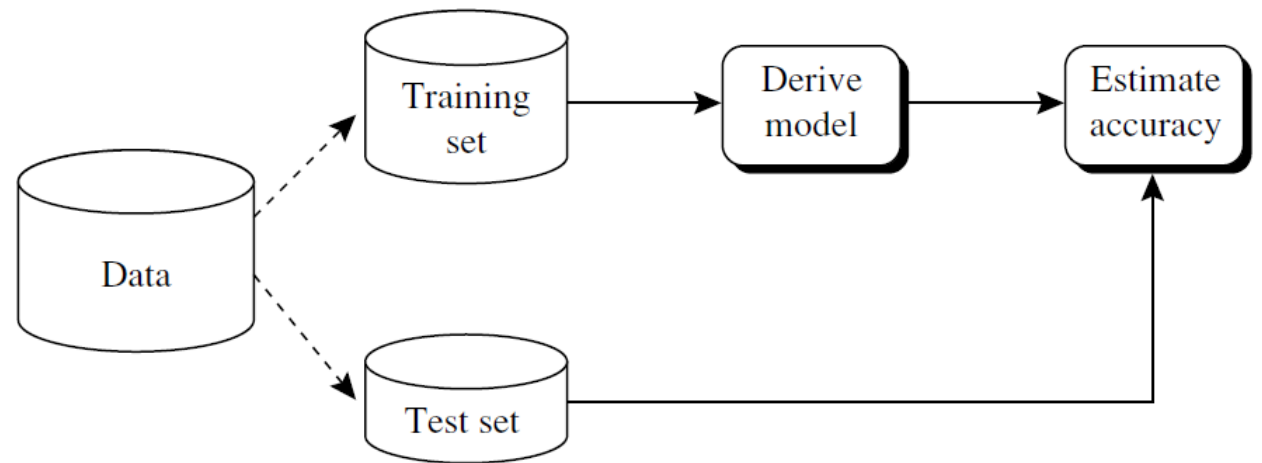 Training
set
Derive
model
Estimate
accuracy
Data
Test set